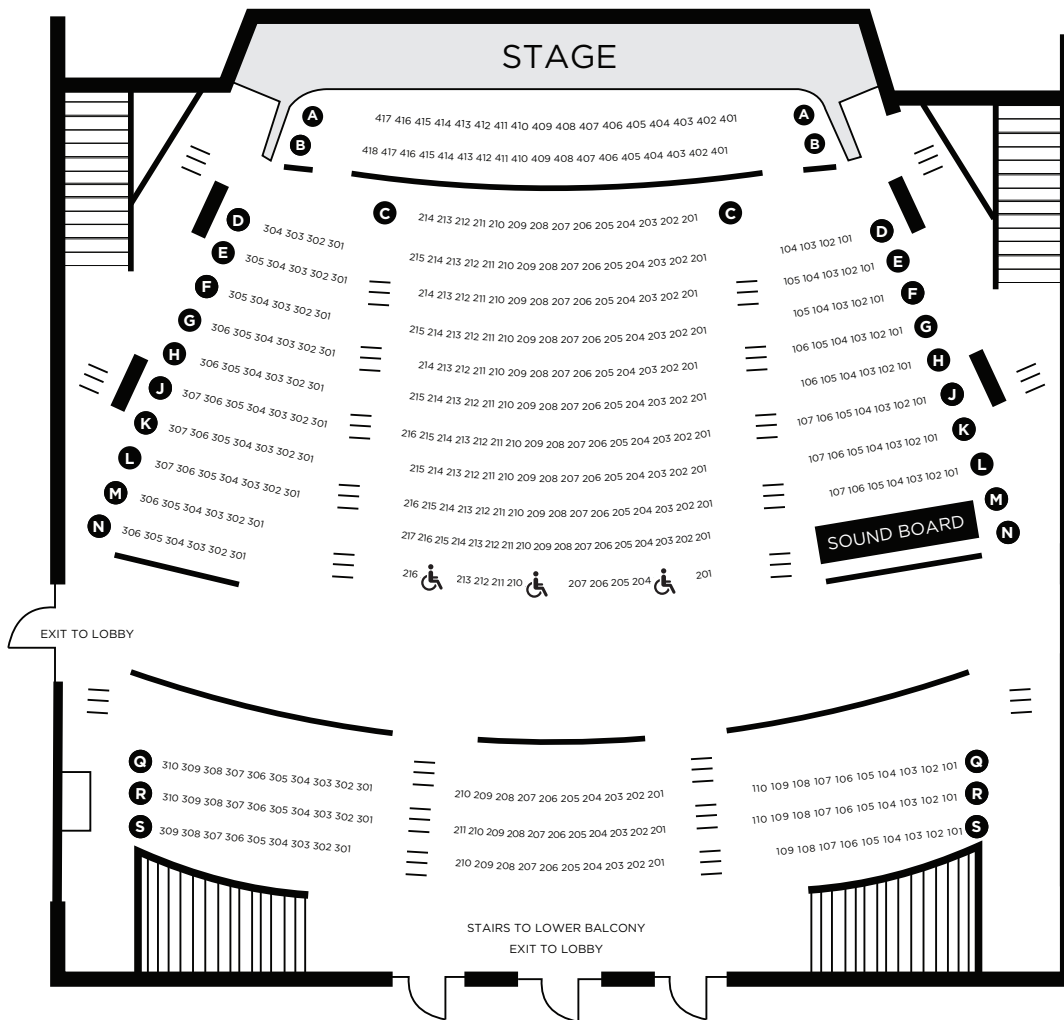 STAGE
A 417 416 415 414 413 412 411 410 409 408 407 406 405 404 403 402 401 A
B 418 417 416 415 414 413 412 411 410 409 408 407 406 405 404 403 402 401 B
C 214 213 212 211 210 209 208 207 206 205 204 203 202 201 C
D 304 303 302 301 215 214 213 212 211 210 209 208 207 206 205 204 203 202 201 104 103 102 101 D
E 305 304 303 302 301 214 213 212 211 210 209 208 207 206 205 204 203 202 201 105 104 103 102 101 E
F 305 304 303 302 301 215 214 213 212 211 210 209 208 207 206 205 204 203 202 201 105 104 103 102 101 F
G 306 305 304 303 302 301 214 213 212 211 210 209 208 207 206 205 204 203 202 201 106 105 104 103 102 101 G
H 306 305 304 303 302 301 215 214 213 212 211 210 209 208 207 206 205 204 203 202 201 106 105 104 103 102 101 H
J 307 306 305 304 303 302 301 216 215 214 213 212 211 210 209 208 207 206 205 204 203 202 201 107 106 105 104 103 102 101 J
K 307 306 305 304 303 302 301 215 214 213 212 211 210 209 208 207 206 205 204 203 202 201 107 106 105 104 103 102 101 K
L 307 306 305 304 303 302 301 216 215 214 213 212 211 210 209 208 207 206 205 204 203 202 201 107 106 105 104 103 102 101 L
M 306 305 304 303 302 301 217 216 215 214 213 212 211 210 209 208 207 206 205 204 203 202 201 SOUND BOARD M
N 306 305 304 303 302 301 216 213 212 211 210 207 206 205 204 201 N
EXIT TO LOBBY
Q 310 309 308 307 306 305 304 303 302 301 210 209 208 207 206 205 204 203 202 201 110 109 108 107 106 105 104 103 102 101 Q
R 310 309 308 307 306 305 304 303 302 301 211 210 209 208 207 206 205 204 203 202 201 110 109 108 107 106 105 104 103 102 101 R
S 309 308 307 306 305 304 303 302 301 210 209 208 207 206 205 204 203 202 201 109 108 107 106 105 104 103 102 101 S
STAIRS TO LOWER BALCONY
EXIT TO LOBBY